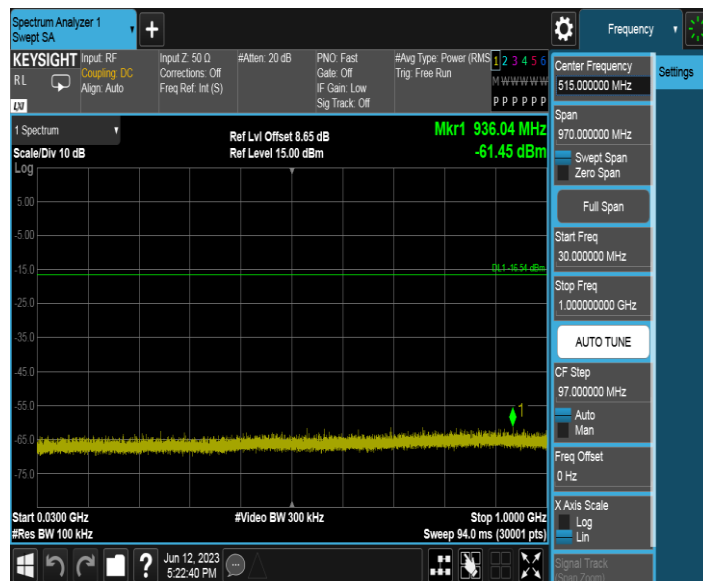 Spectrum Analyzer 1
Swept SA
Frequency
KEYSIGHT
RL
LXI
Input: RF
Coupling: DC
Align: Auto
Input Z: 50 Ω
Corrections: Off
Freq Ref: Int (S)
#Atten: 20 dB
PNO: Fast
Gate: Off
IF Gain: Low
Sig Track: Off
#Avg Type: Power (RMS
Trig: Free Run
1 2 3 4 5 6
M W W W W W
P P P P P P
1 Spectrum
Scale/Div 10 dB
Ref Lvl Offset 8.65 dB
Ref Level 15.00 dBm
Mkr1 936.04 MHz
-61.45 dBm
Log
5.00
-5.00
-15.0
DL1 -16.54 dBm
-25.0
-35.0
-45.0
-55.0
1
-65.0
-75.0
Start 0.0300 GHz
#Res BW 100 kHz
#Video BW 300 kHz
Stop 1.0000 GHz
Sweep 94.0 ms (30001 pts)
Center Frequency
515.000000 MHz
Settings
Span
970.000000 MHz
Swept Span
Zero Span
Full Span
Start Freq
30.000000 MHz
Stop Freq
1.000000000 GHz
AUTO TUNE
CF Step
97.000000 MHz
Auto
Man
Freq Offset
0 Hz
X Axis Scale
Log
Lin
Signal Track
(Span Zoom)
?
Jun 12, 2023
5:22:40 PM